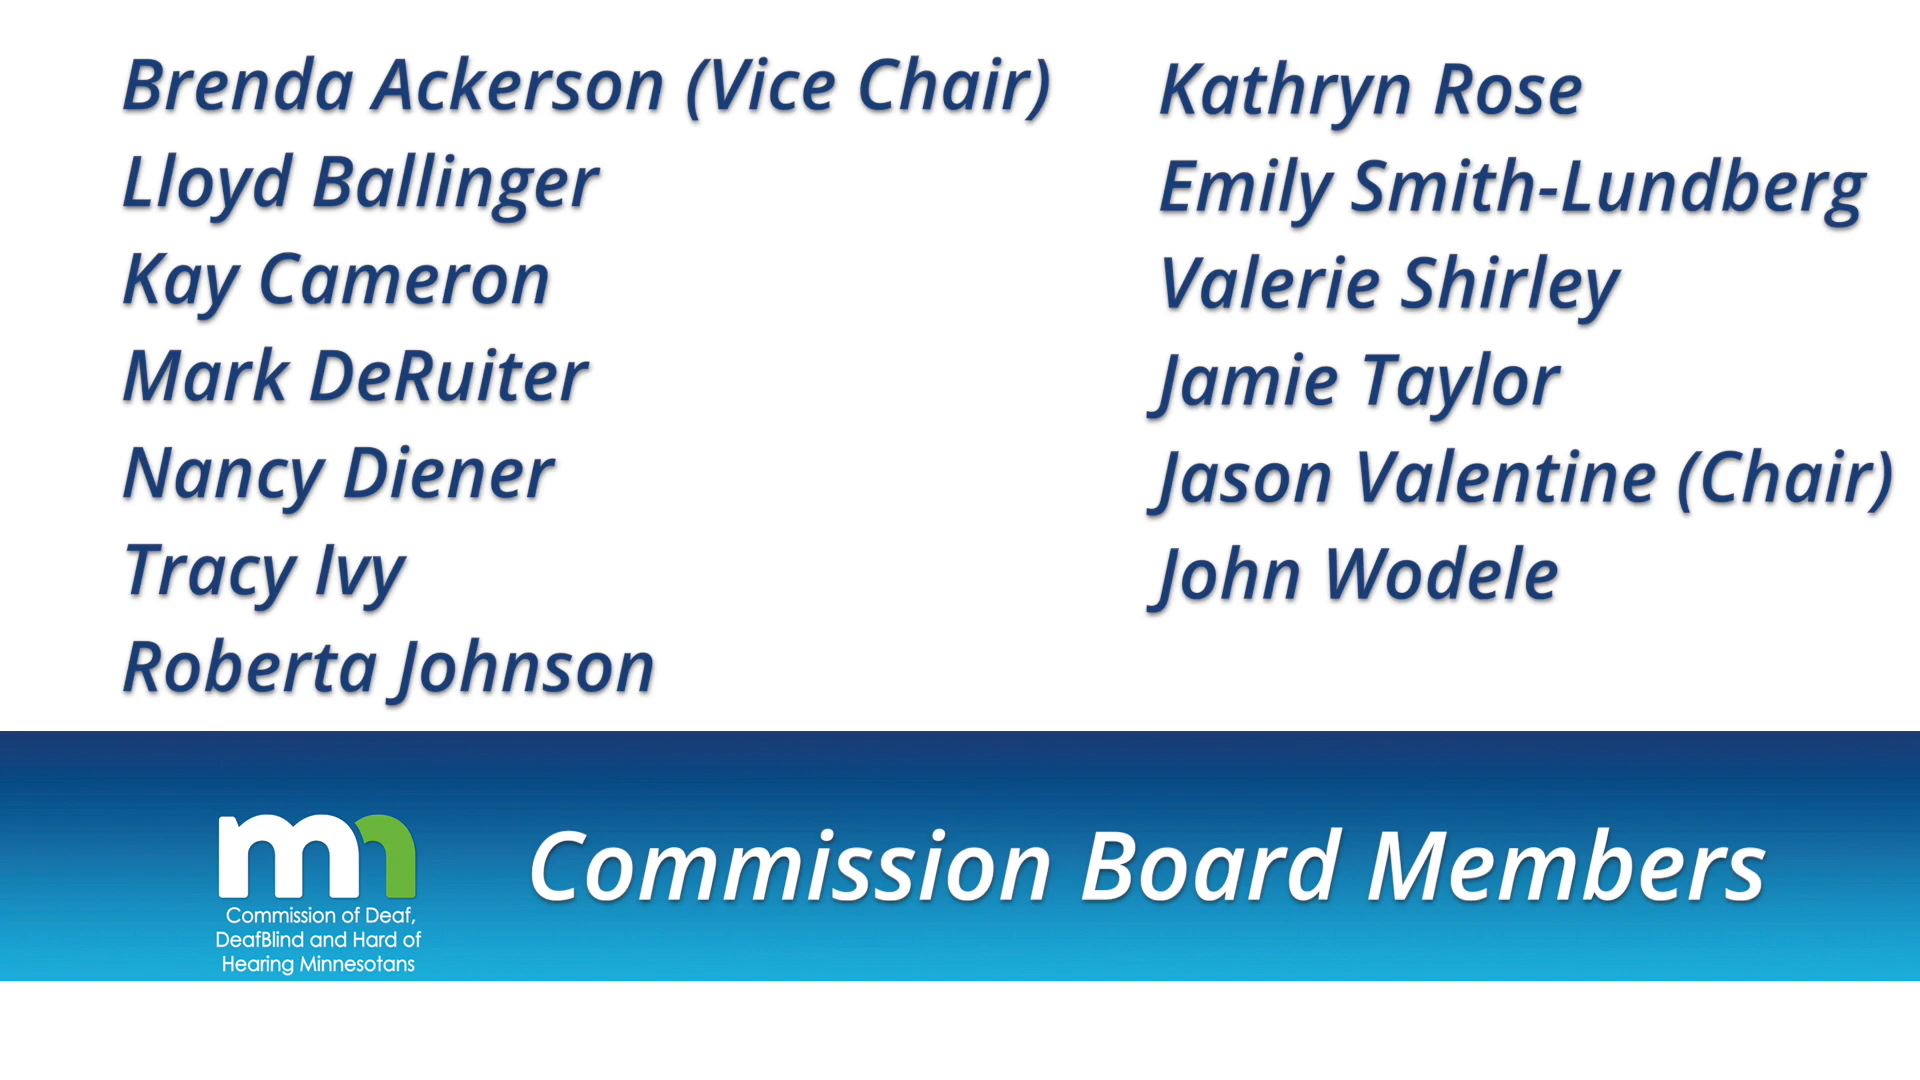 Brenda Ackerson (Vice Chair)
Lloyd Ballinger
Kay Cameron
Mark DeRuiter
Nancy Diener
Tracy Ivy
Roberta Johnson
Kathryn Rose
Emily Smith-Lundberg
Valerie Shirley
Jamie Taylor
Jason Valentine (Chair)
John Wodele
mn
Commission of Deaf,
DeafBlind and Hard of
Hearing Minnesotans
Commission Board Members